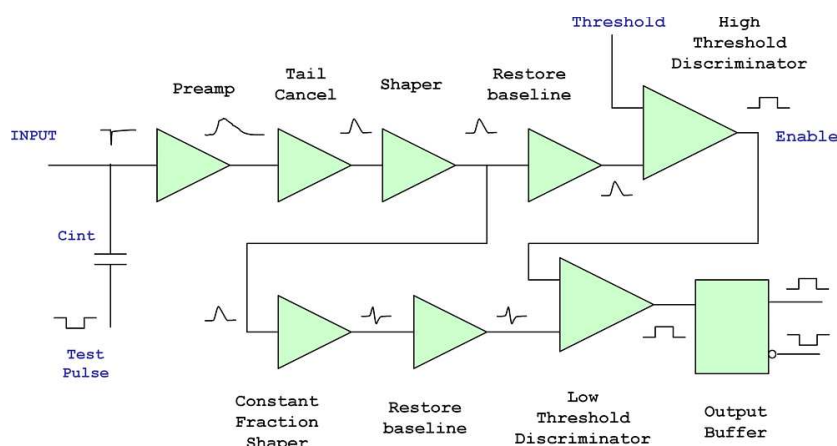 Threshold
High
Threshold
Discriminator
Preamp
Tail
Cancel
Shaper
Restore
baseline
INPUT
Enable
Cint
Test
Pulse
Constant
Fraction
Shaper
Restore
baseline
Low
Threshold
Discriminator
Output
Buffer